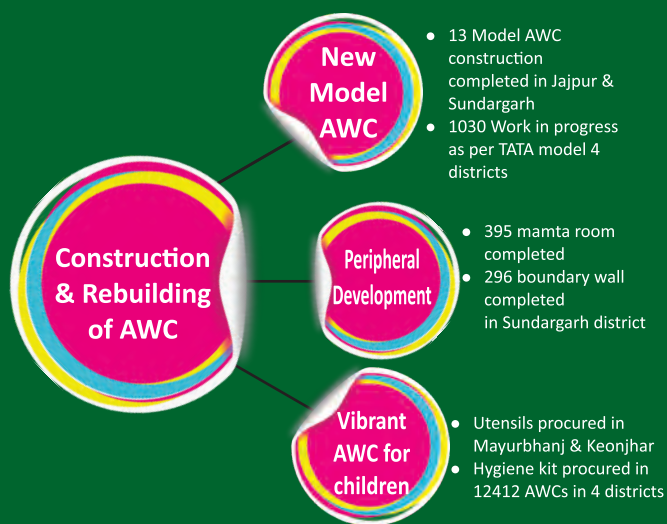 Construction
& Rebuilding
of AWC
New
Model
AWC
● 13 Model AWC
construction
completed in Jajpur &
Sundargarh
● 1030 Work in progress
as per TATA model 4
districts
Peripheral
Development
● 395 mamta room
completed
● 296 boundary wall
completed
in Sundargarh district
Vibrant
AWC for
children
● Utensils procured in
Mayurbhanj & Keonjhar
● Hygiene kit procured in
12412 AWCs in 4 districts